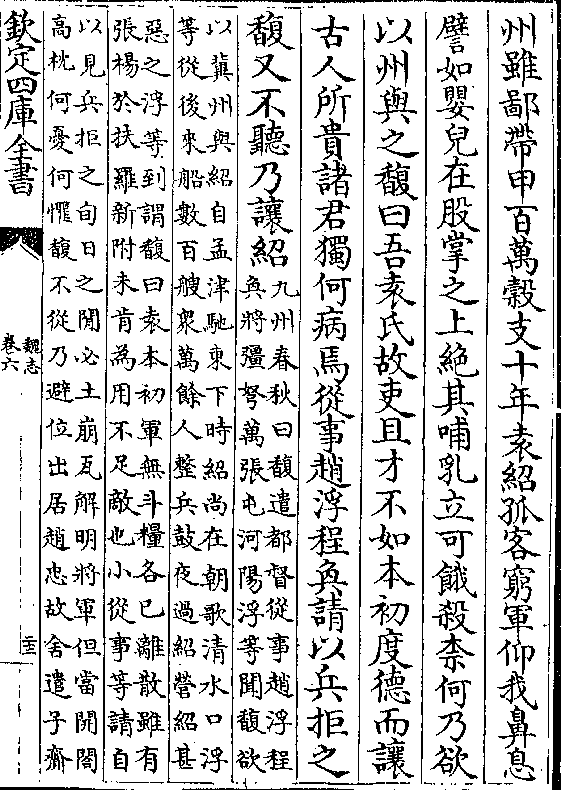 州雖鄙帶甲百萬穀支十年袁紹孤客窮軍仰我鼻息
譬如嬰兒在股掌之上絶其哺乳立可餓殺柰何乃欲
以州與之馥曰吾袁氏故吏且才不如本初度德而讓
古人所貴諸君獨何病焉從事趙浮程奐請以兵拒之
馥又不聽乃讓紹
九州春秋曰馥遣都督從事趙浮程
奐將彊弩萬張屯河陽浮等聞馥欲
以冀州與紹自孟津馳東下時紹尚在朝歌清水口浮
等從後來船數百艘衆萬餘人整兵鼓夜過紹營紹甚
惡之浮等到謂馥曰袁本初軍無斗糧各已離散雖有
張楊於扶羅新附未肯為用不足敵也小從事等請自
以見兵拒之旬日之間必土崩瓦解明將軍但當開閤
高枕何憂何懼馥不從乃避位出居趙忠故舍遣子齎
欽定四庫全書
魏志
卷六